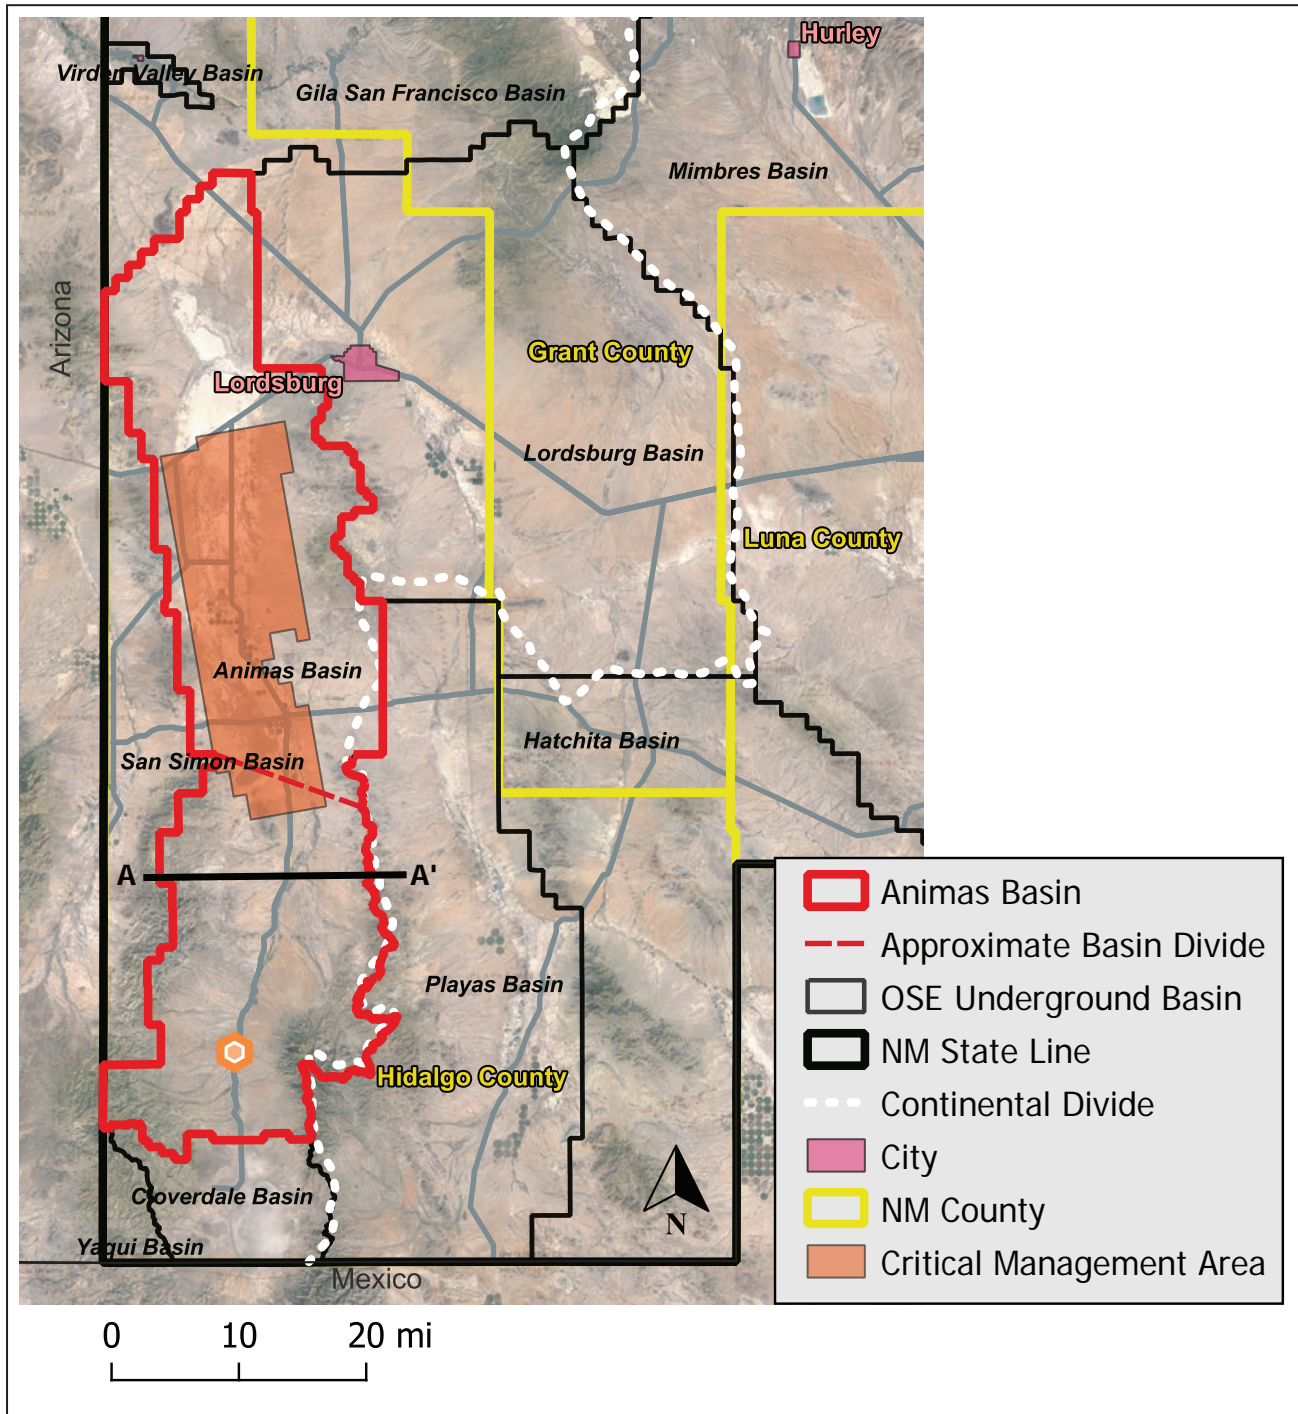 Hurley
Virden Valley Basin
Gila San Francisco Basin
Mimbres Basin
Arizona
Grant County
Lordsburg
Lordsburg Basin
Luna County
Animas Basin
Hatchita Basin
San Simon Basin
A
A'
Playas Basin
Hidalgo County
Cloverdale Basin
Yaqui Basin
Mexico
N
Animas Basin
Approximate Basin Divide
OSE Underground Basin
NM State Line
Continental Divide
City
NM County
Critical Management Area
0 10 20 mi